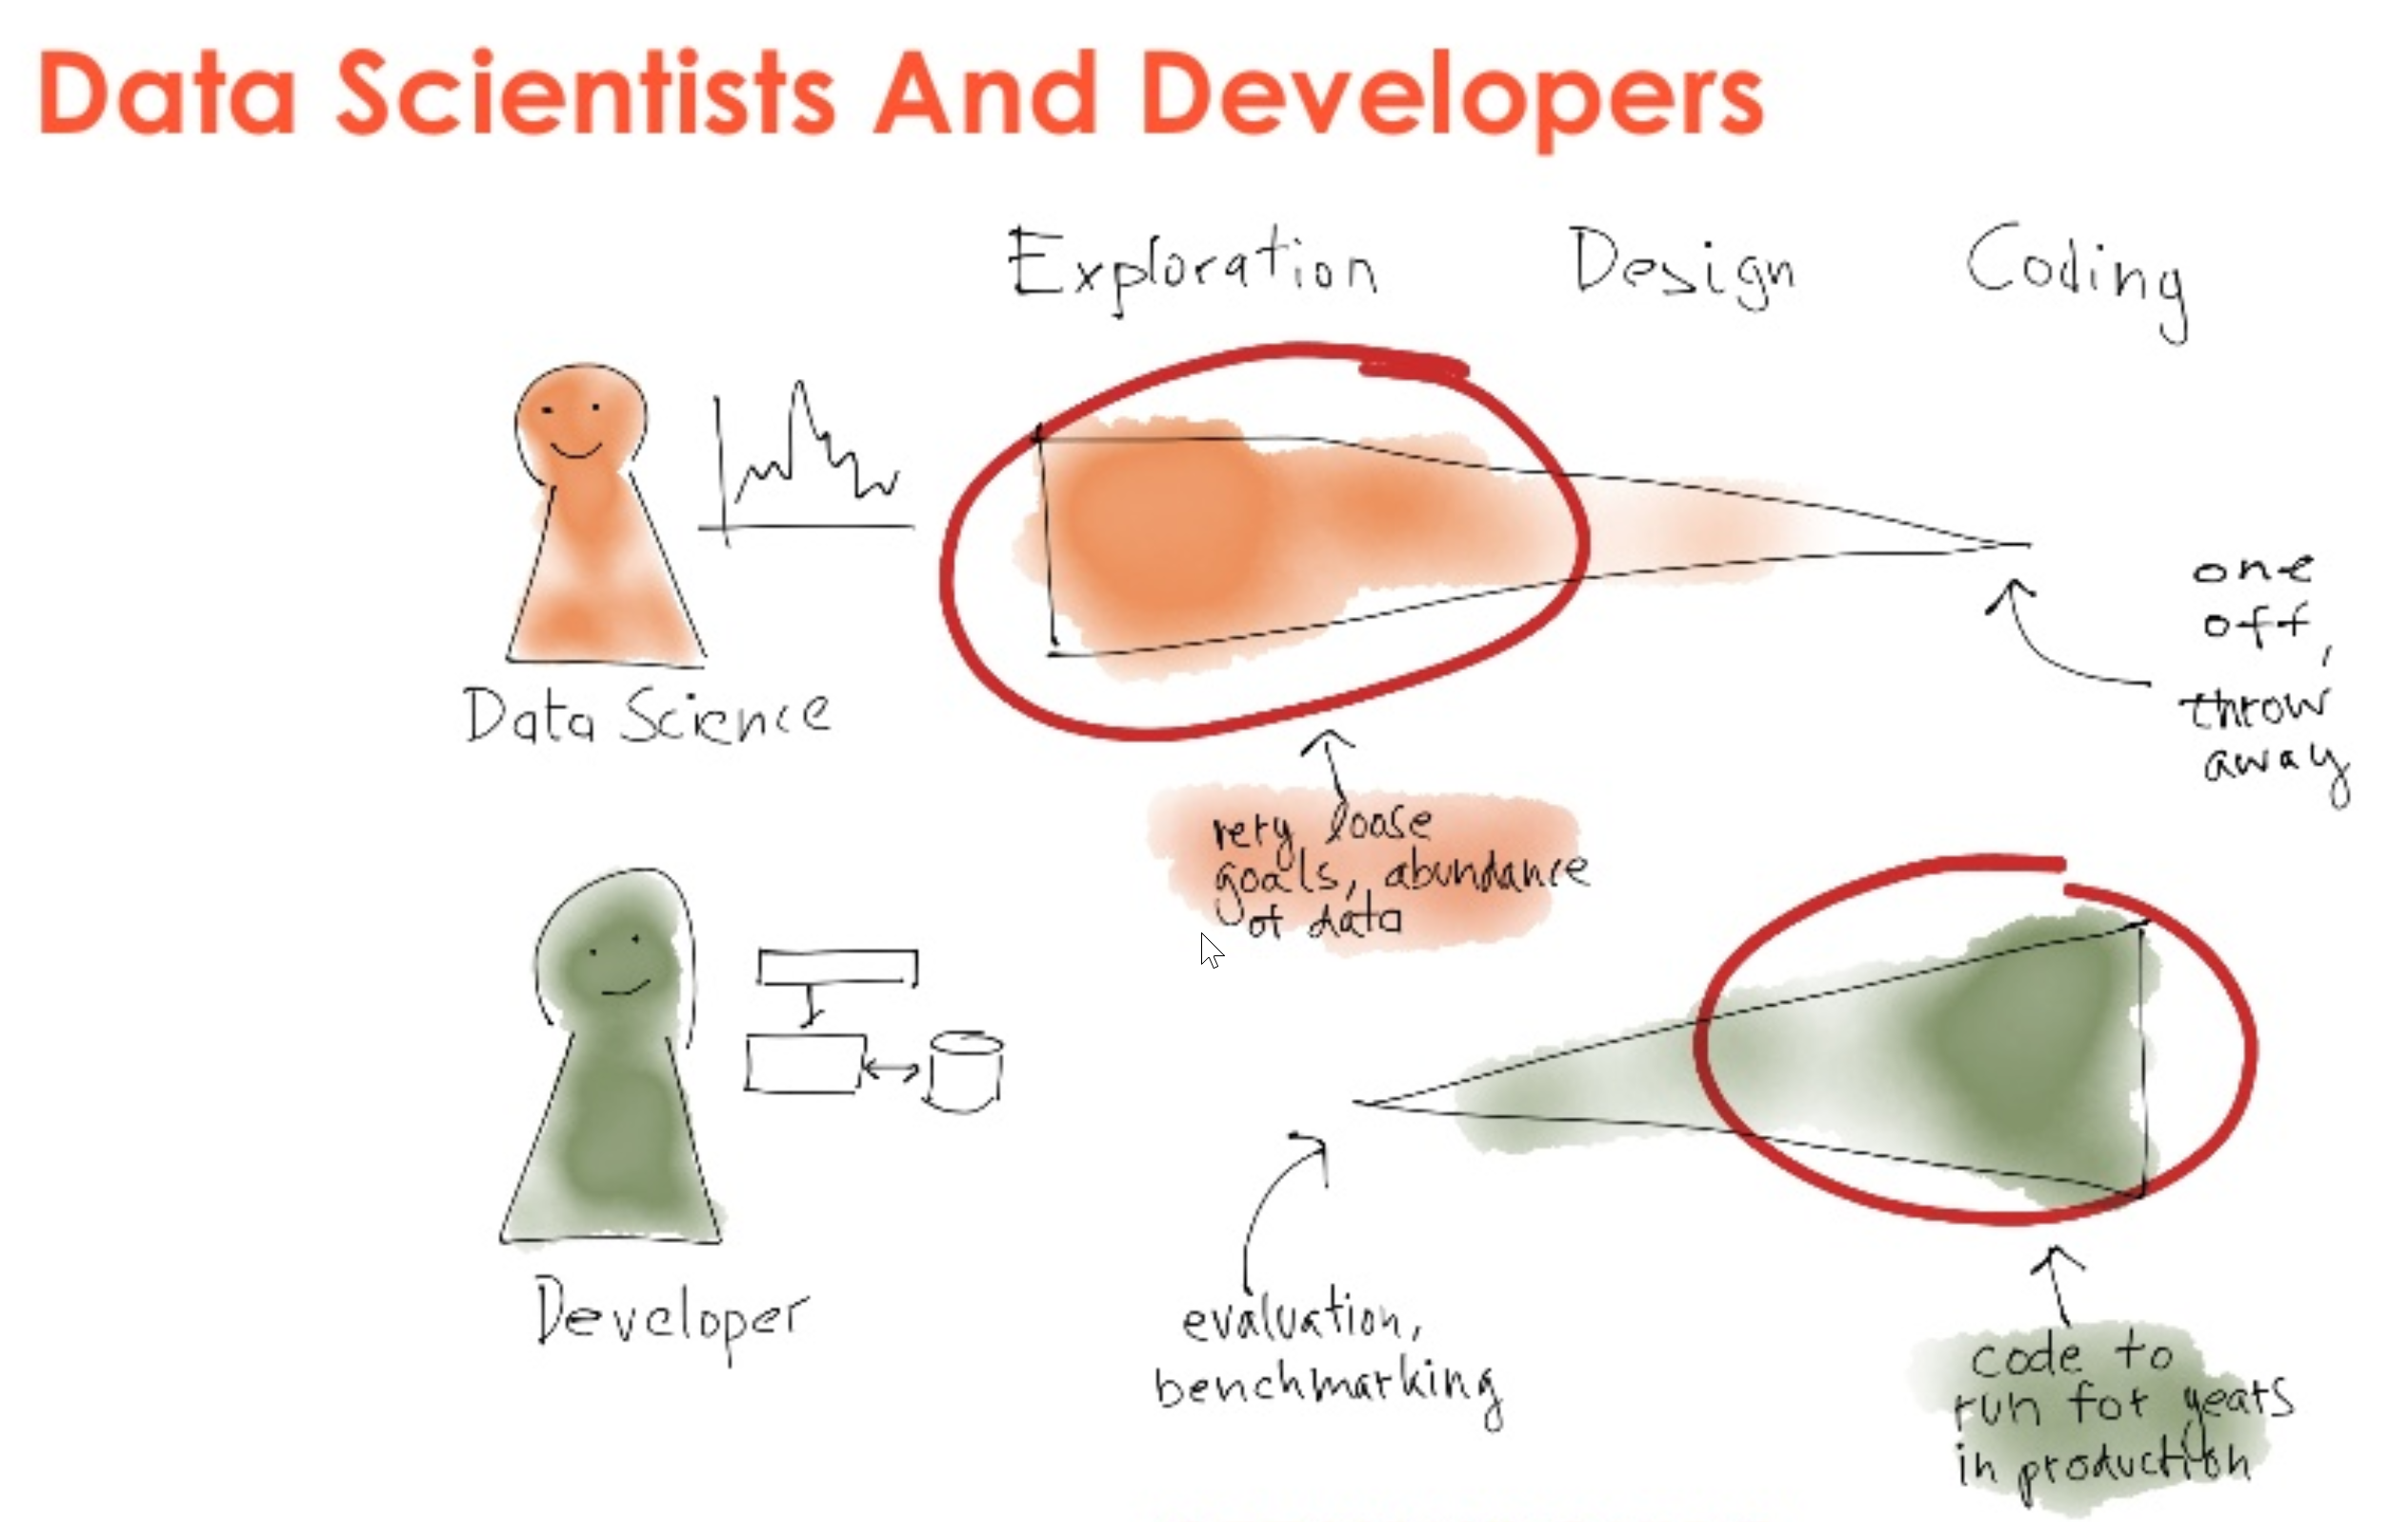 Data Scientists And Developers
Exploration Design Coding
one
off,
throw
away
Data Science
very loose
goals, abundance
of data
Developer
evaluation,
benchmarking
code to
run for years
in production